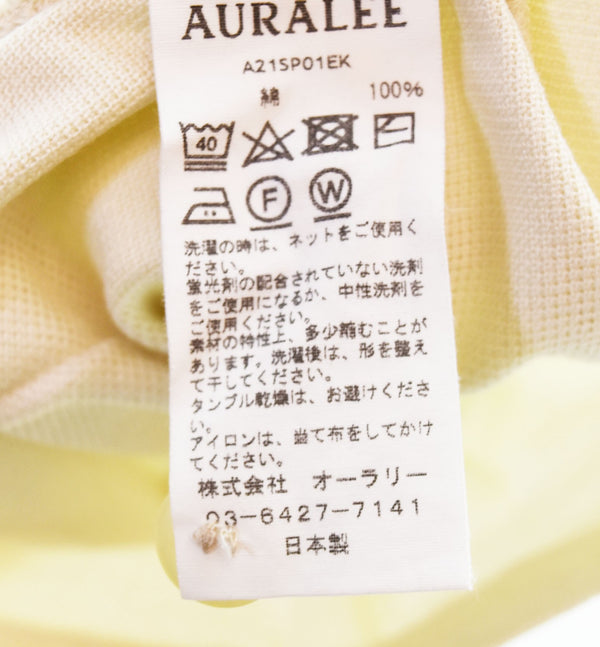 AURALEE
A21SP01EK
綿 100%
40
F W
洗濯の時は、ネットをご使用く
ださい。
蛍光剤の配合されていない洗剤
をご使用になるか、中性洗剤を
ご使用ください。
素材の特性上、多少縮むことが
あります。洗濯後は、形を整え
て干してください。
タンブル乾燥は、お避けくださ
い。
アイロンは、当て布をしてかけ
てください。
株式会社 オーラリー
03-6427-7141
日本製